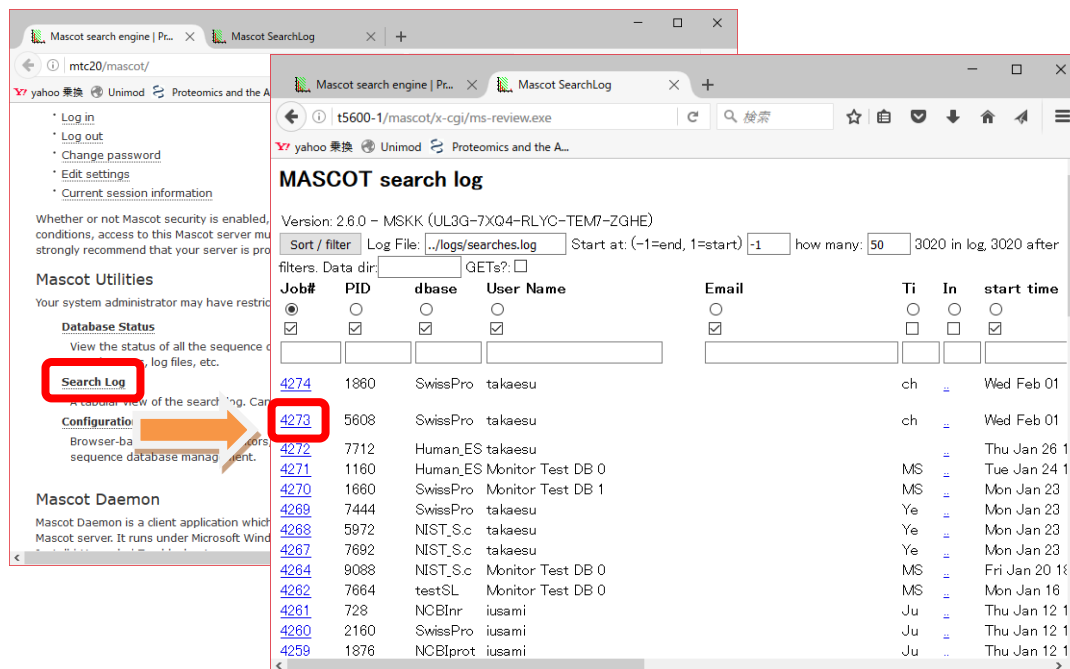 Mascot search engine | Pr...
Mascot SearchLog
mtc20/mascot/
yahoo 乗換 Unimod Proteomics and the A
Log in
Log out
Change password
Edit settings
Current session information
Whether or not Mascot security is enabled,
conditions, access to this Mascot server mu
strongly recommend that your server is pro
Mascot Utilities
Your system administrator may have restric
Database Status
View the status of all the sequence d
, log files, etc.
Search Log
A tabular view of the search log. Can
Configuration
Browser-ba tors,
sequence database management.
Mascot Daemon
Mascot Daemon is a client application which
Mascot server. It runs under Microsoft Wind
Mascot search engine | Pr...
Mascot SearchLog
t5600-1/mascot/x-cgi/ms-review.exe
検索
yahoo 乗換 Unimod Proteomics and the A...
MASCOT search log
Version: 2.6.0 - MSKK (UL3G-7XQ4-RLYC-TEM7-ZGHE)
Sort / filter Log File: ../logs/searches.log Start at: (-1=end, 1=start) -1 how many: 50 3020 in log, 3020 after
filters. Data dir: GETs?:
Job# PID dbase User Name Email Ti In start time
4274 1860 SwissPro takaesu ch .. Wed Feb 01
4273 5608 SwissPro takaesu ch .. Wed Feb 01
4272 7712 Human_ES takaesu .. Thu Jan 26 1
4271 1160 Human_ES Monitor Test DB 0 MS .. Tue Jan 24 1
4270 1660 SwissPro Monitor Test DB 1 MS .. Mon Jan 23
4269 7444 SwissPro takaesu Ye .. Mon Jan 23
4268 5972 NIST_S.c takaesu Ye .. Mon Jan 23
4267 7692 NIST_S.c takaesu Ye .. Mon Jan 23
4264 9088 NIST_S.c Monitor Test DB 0 MS .. Fri Jan 20 18
4262 7664 testSL Monitor Test DB 0 MS .. Mon Jan 16
4261 728 NCBInr iusami Ju .. Thu Jan 12 1
4260 2160 SwissPro iusami Ju .. Thu Jan 12 1
4259 1876 NCBIprot iusami Ju .. Thu Jan 12 1